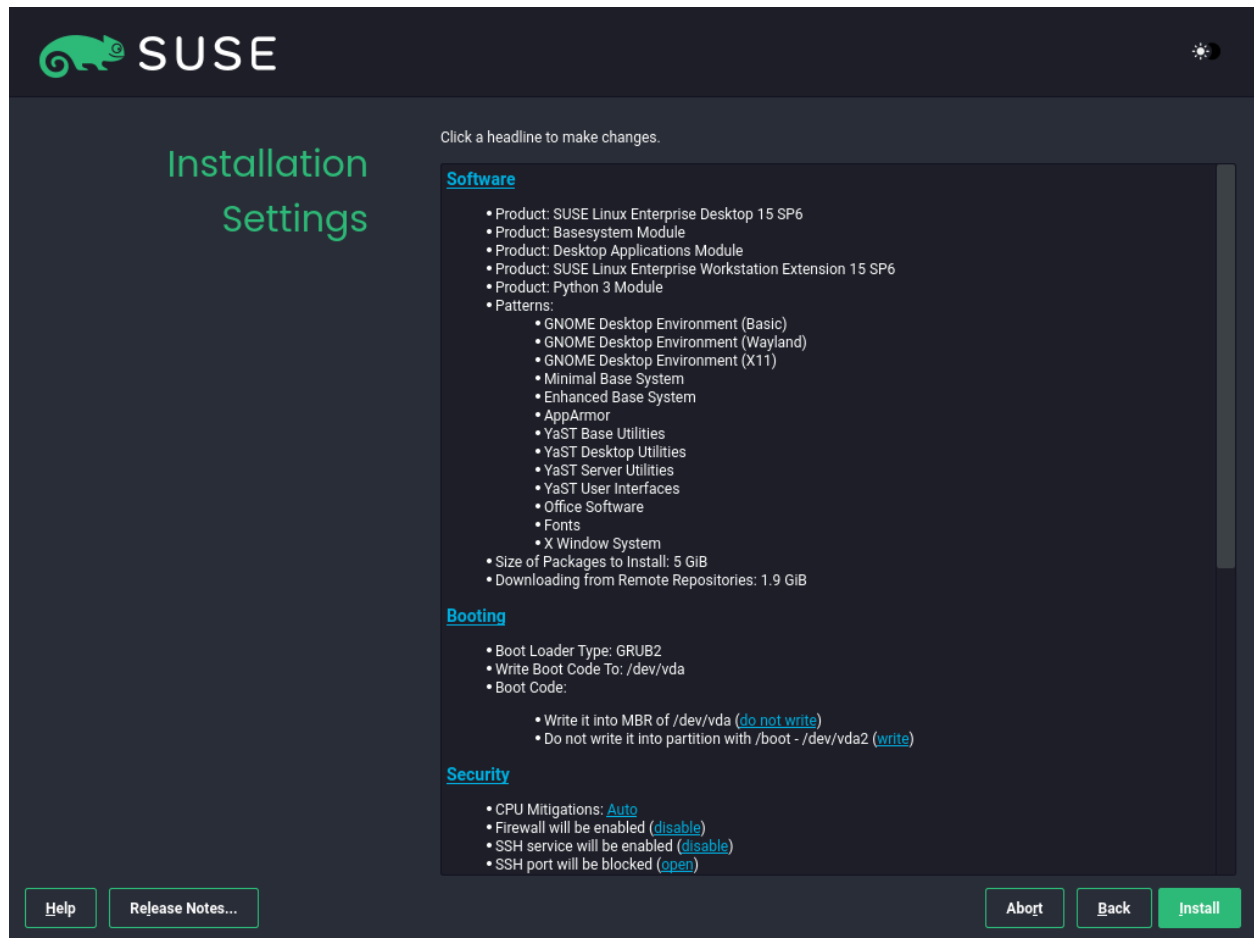 SUSE
Installation
Settings
Click a headline to make changes.
Software
• Product: SUSE Linux Enterprise Desktop 15 SP6
• Product: Basesystem Module
• Product: Desktop Applications Module
• Product: SUSE Linux Enterprise Workstation Extension 15 SP6
• Product: Python 3 Module
• Patterns:
• GNOME Desktop Environment (Basic)
• GNOME Desktop Environment (Wayland)
• GNOME Desktop Environment (X11)
• Minimal Base System
• Enhanced Base System
• AppArmor
• YaST Base Utilities
• YaST Desktop Utilities
• YaST Server Utilities
• YaST User Interfaces
• Office Software
• Fonts
• X Window System
• Size of Packages to Install: 5 GiB
• Downloading from Remote Repositories: 1.9 GiB
Booting
• Boot Loader Type: GRUB2
• Write Boot Code To: /dev/vda
• Boot Code:
• Write it into MBR of /dev/vda (do not write)
• Do not write it into partition with /boot - /dev/vda2 (write)
Security
• CPU Mitigations: Auto
• Firewall will be enabled (disable)
• SSH service will be enabled (disable)
• SSH port will be blocked (open)
Help Release Notes... Abort Back Install